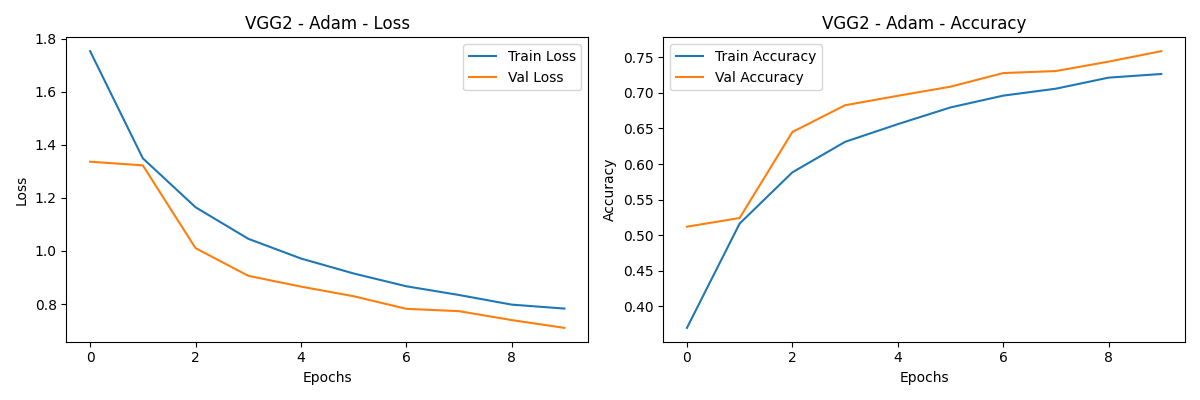 VGG2 - Adam - Loss
Loss
1.8
1.6
1.4
1.2
1.0
0.8
Train Loss
Val Loss
0 2 4 6 8
Epochs
VGG2 - Adam - Accuracy
Accuracy
0.75
0.70
0.65
0.60
0.55
0.50
0.45
0.40
Train Accuracy
Val Accuracy
0 2 4 6 8
Epochs